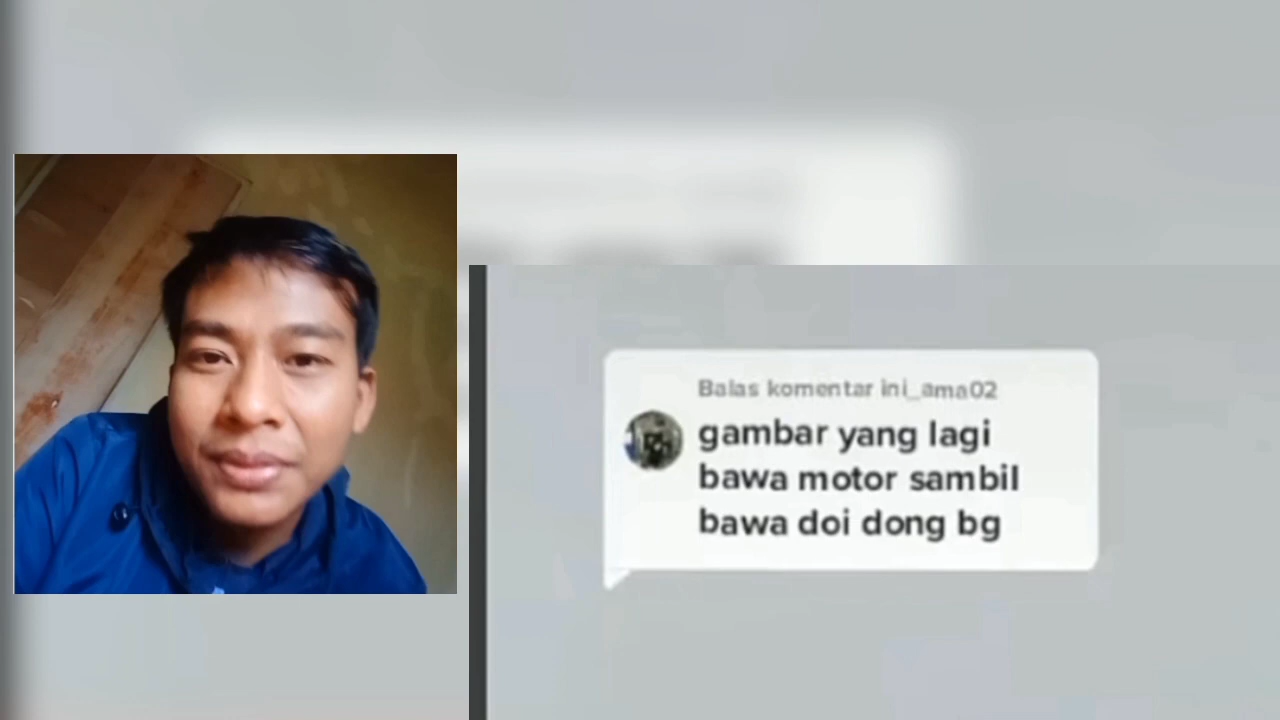 Balas komentar ini_ama02
gambar yang lagi
bawa motor sambil
bawa doi dong bg